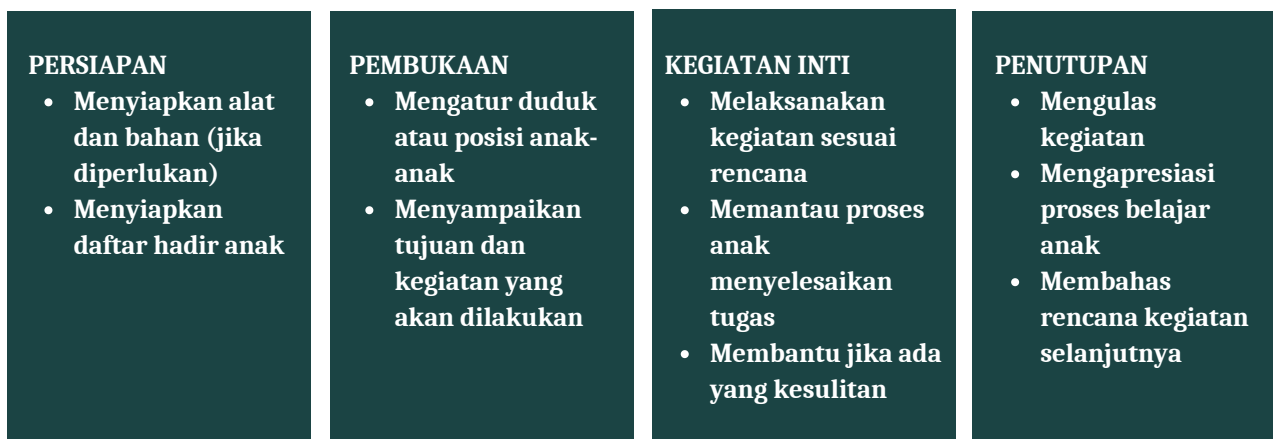 PERSIAPAN
• Menyiapkan alat
dan bahan (jika
diperlukan)
• Menyiapkan
daftar hadir anak
PEMBUKAAN
• Mengatur duduk
atau posisi anak-
anak
• Menyampaikan
tujuan dan
kegiatan yang
akan dilakukan
KEGIATAN INTI
• Melaksanakan
kegiatan sesuai
rencana
• Memantau proses
anak
menyelesaikan
tugas
• Membantu jika ada
yang kesulitan
PENUTUPAN
• Mengulas
kegiatan
• Mengapresiasi
proses belajar
anak
• Membahas
rencana kegiatan
selanjutnya